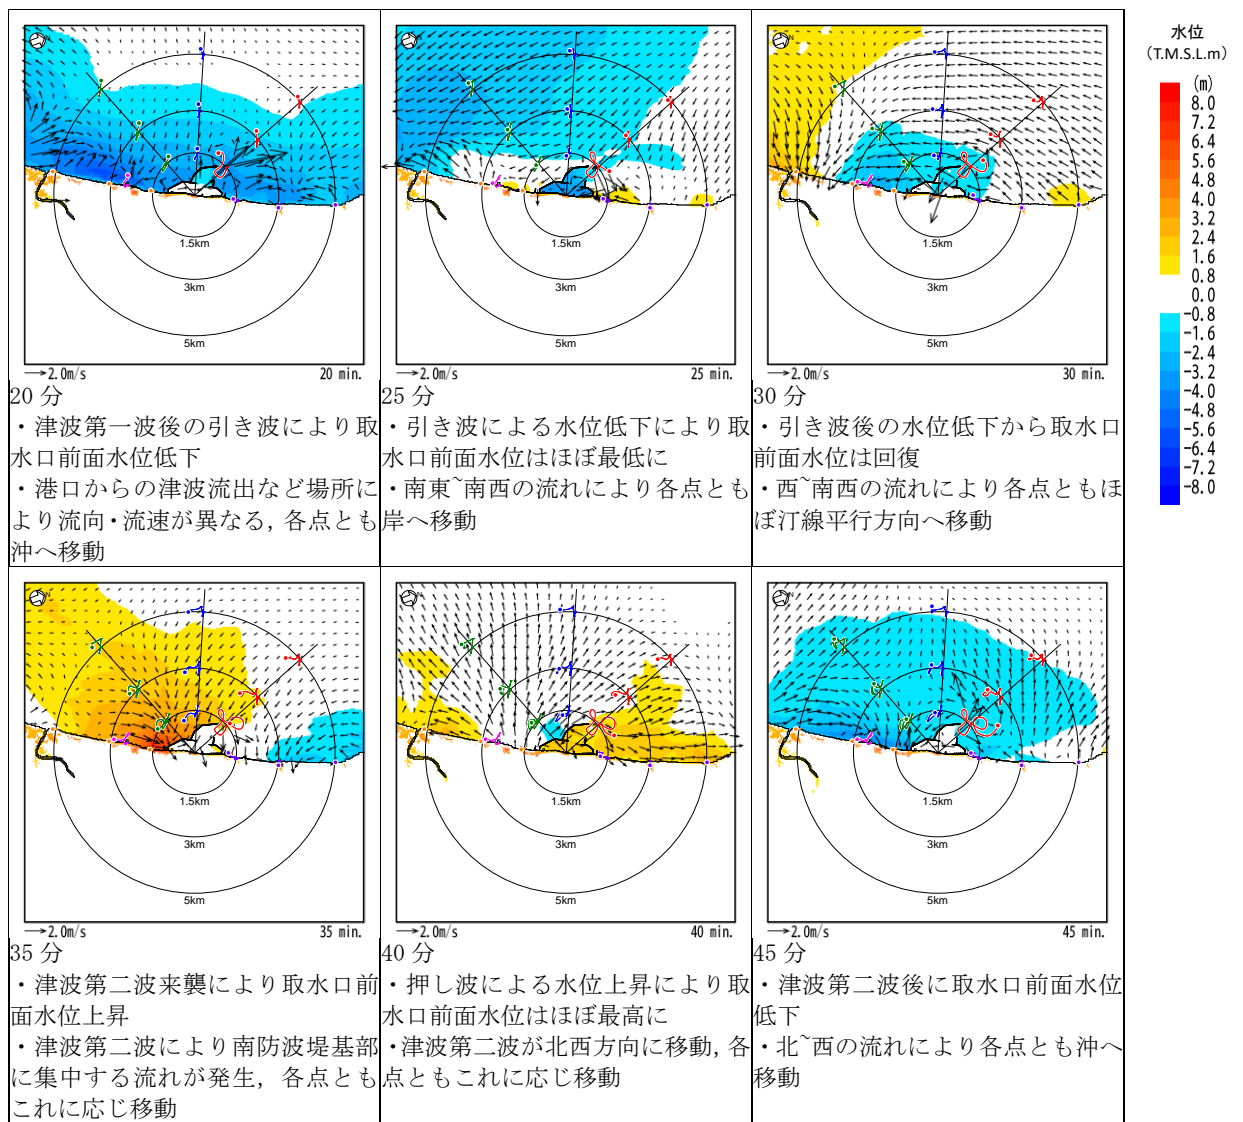 水位
(T.M.S.L.m)
(m)
8.0
7.2
6.4
5.6
4.8
4.0
3.2
2.4
1.6
0.8
0.0
-0.8
-1.6
-2.4
-3.2
-4.0
-4.8
-5.6
-6.4
-7.2
-8.0
N
1.5km
3km
5km
2.0m/s
20 min.
20 分
・津波第一波後の引き波により取
水口前面水位低下
・港口からの津波流出など場所に
より流向・流速が異なる, 各点とも
沖へ移動
N
1.5km
3km
5km
2.0m/s
25 min.
25 分
・引き波による水位低下により取
水口前面水位はほぼ最低に
・南東~南西の流れにより各点とも
岸へ移動
N
1.5km
3km
5km
2.0m/s
30 min.
30 分
・引き波後の水位低下から取水口
前面水位は回復
・西~南西の流れにより各点ともほ
ぼ汀線平行方向へ移動
N
1.5km
3km
5km
2.0m/s
35 min.
35 分
・津波第二波来襲により取水口前
面水位上昇
・津波第二波により南防波堤基部
に集中する流れが発生, 各点とも
これに応じ移動
N
1.5km
3km
5km
2.0m/s
40 min.
40 分
・押し波による水位上昇により取
水口前面水位はほぼ最高に
・津波第二波が北西方向に移動, 各
点ともこれに応じ移動
N
1.5km
3km
5km
2.0m/s
45 min.
45 分
・津波第二波後に取水口前面水位
低下
・北~西の流れにより各点とも沖へ
移動